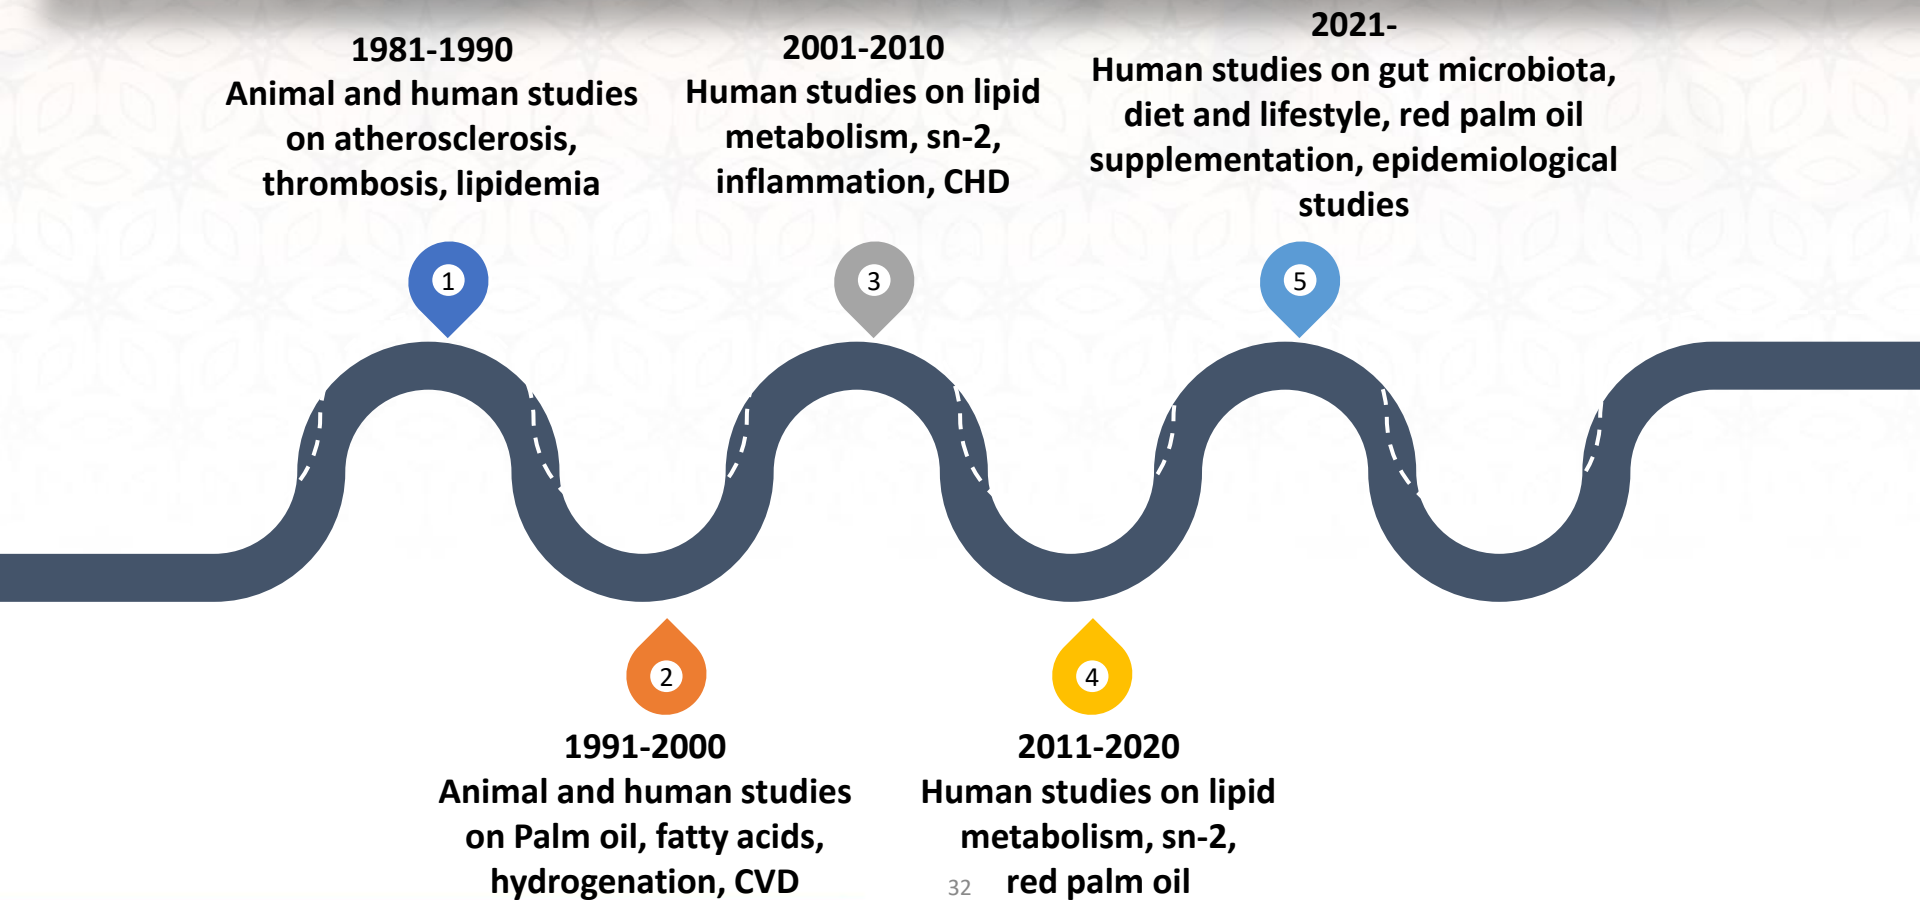 1981-1990
Animal and human studies
on atherosclerosis,
thrombosis, lipidemia
2001-2010
Human studies on lipid
metabolism, sn-2,
inflammation, CHD
2021-
Human studies on gut microbiota,
diet and lifestyle, red palm oil
supplementation, epidemiological
studies
1
3
5
2
4
1991-2000
Animal and human studies
on Palm oil, fatty acids,
hydrogenation, CVD
2011-2020
Human studies on lipid
metabolism, sn-2,
red palm oil
32